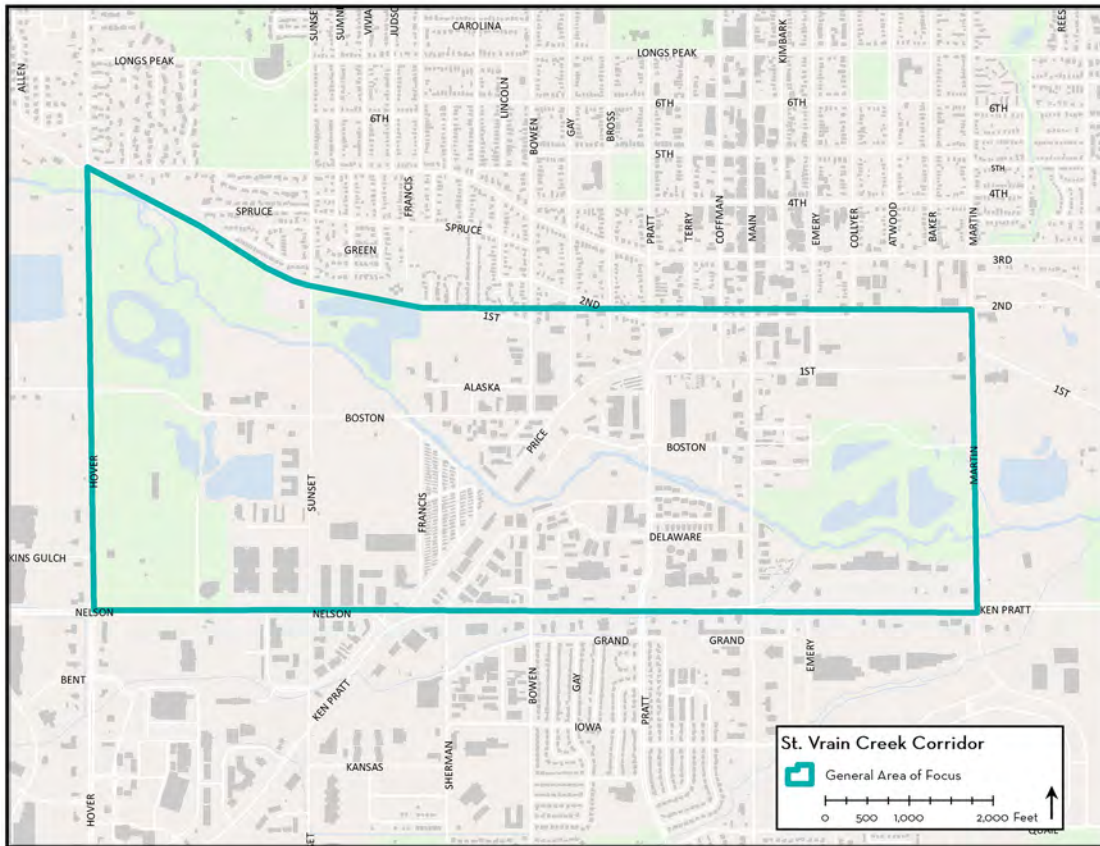 SUNSET
SUMN
VIVIA
JUDSO
CAROLINA
KIMBARK
REES
LONGS PEAK
LONGS PEAK
ALLEN
LINCOLN
6TH
6TH
6TH
6TH
BOWEN
GAY
BROSS
5TH
5TH
4TH
4TH
FRANCIS
SPRUCE
SPRUCE
GREEN
PRATT
TERRY
COFFMAN
MAIN
EMERY
COLLYER
ATWOOD
BAKER
MARTIN
3RD
2ND
2ND
1ST
1ST
1ST
ALASKA
BOSTON
PRICE
BOSTON
HOVER
SUNSET
FRANCIS
MARTIN
DELAWARE
KINS GULCH
NELSON
NELSON
KEN PRATT
GRAND
GRAND
EMERY
BENT
KEN PRATT
BOWEN
GAY
PRATT
IOWA
SHERMAN
KANSAS
HOVER
SET
St. Vrain Creek Corridor
General Area of Focus
0 500 1,000 2,000 Feet